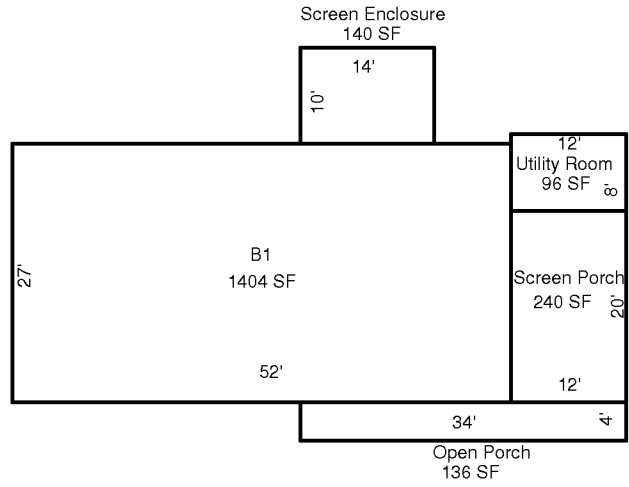 Screen Enclosure
140 SF
14'
10'
12'
Utility Room
96 SF
8'
B1
1404 SF
27'
52'
Screen Porch
240 SF
20'
12'
34'
4'
Open Porch
136 SF